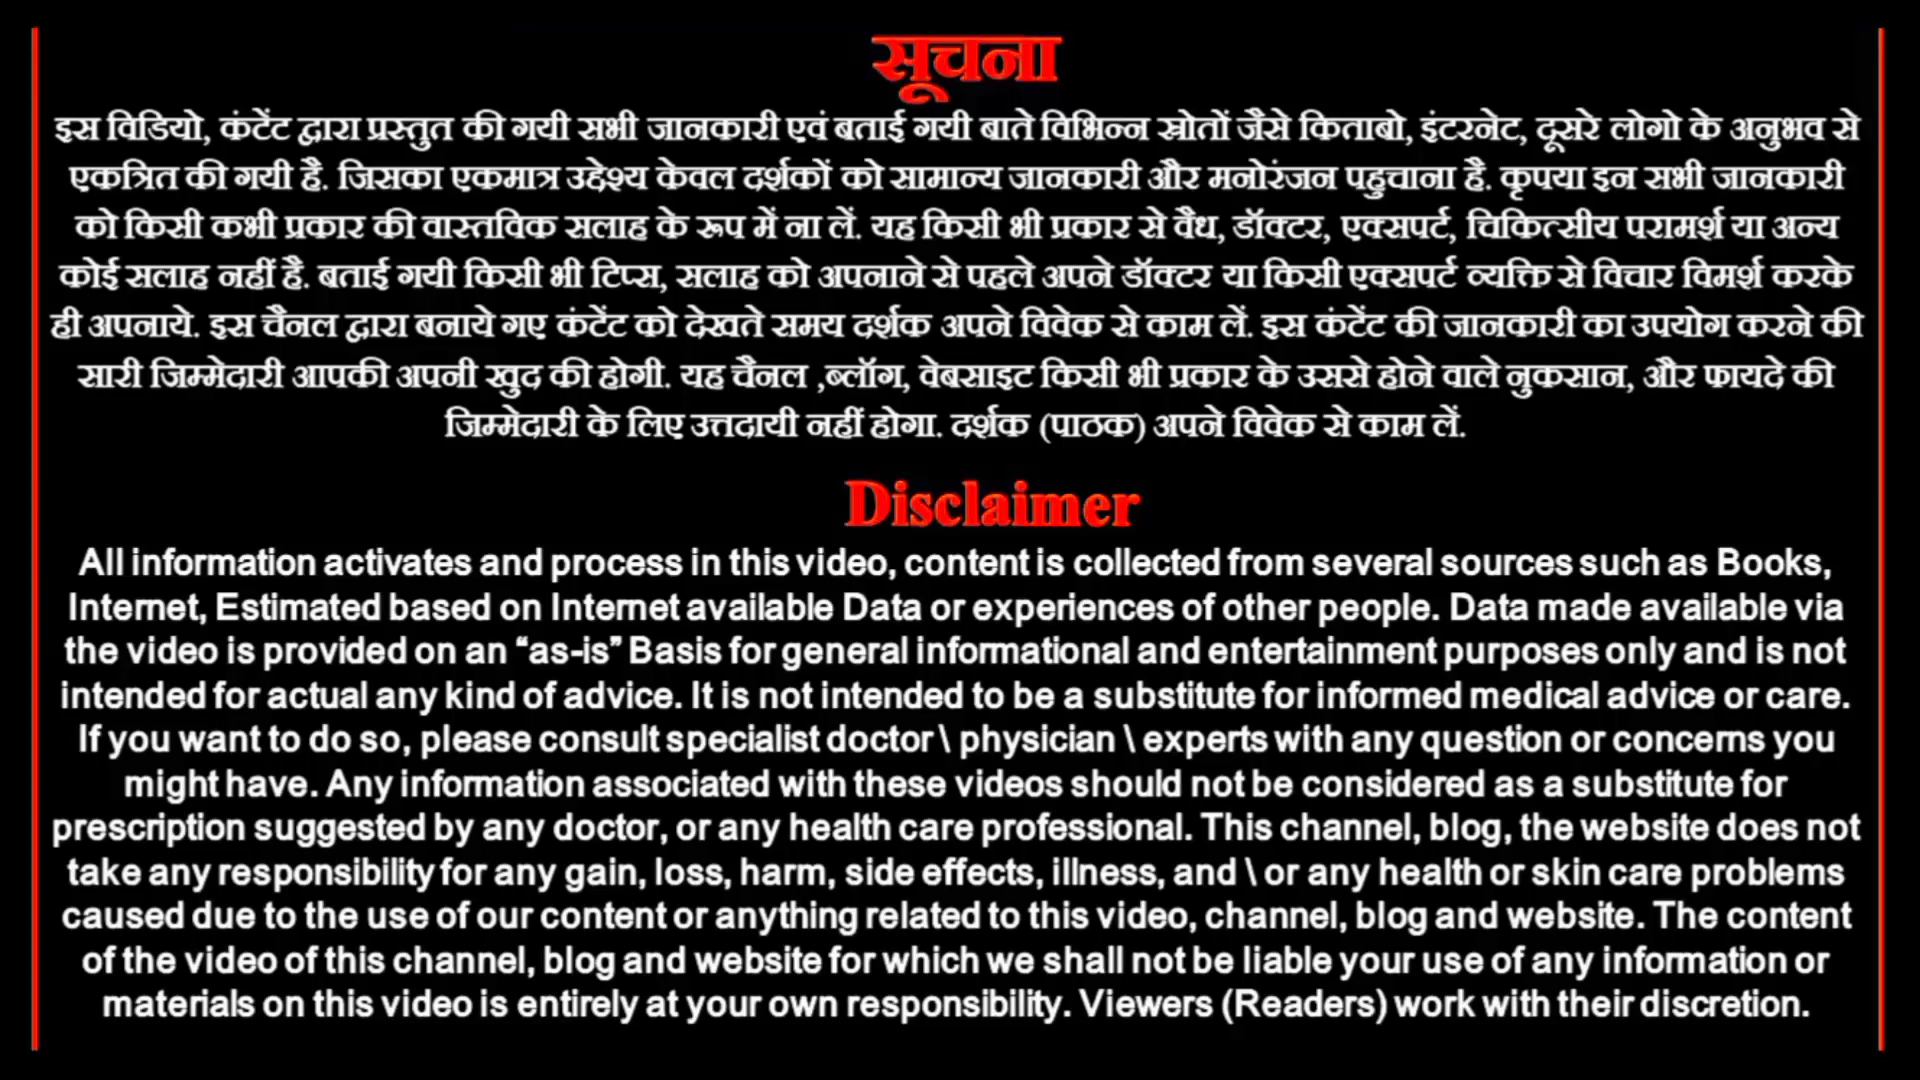 सूचना
इस विडियो, कंटेंट द्वारा प्रस्तुत की गयी सभी जानकारी एवं बताई गयी बाते विभिन्न स्रोतों जैसे किताबो, इंटरनेट, दूसरे लोगो के अनुभव से
एकत्रित की गयी है. जिसका एकमात्र उद्देश्य केवल दर्शकों को सामान्य जानकारी और मनोरंजन पहुचाना है. कृपया इन सभी जानकारी
को किसी कभी प्रकार की वास्तविक सलाह के रूप में ना लें. यह किसी भी प्रकार से वैध, डॉक्टर, एक्सपर्ट, चिकित्सीय परामर्श या अन्य
कोई सलाह नहीं है. बताई गयी किसी भी टिप्स, सलाह को अपनाने से पहले अपने डॉक्टर या किसी एक्सपर्ट व्यक्ति से विचार विमर्श करके
ही अपनाये. इस चैनल द्वारा बनाये गए कंटेंट को देखते समय दर्शक अपने विवेक से काम लें. इस कंटेंट की जानकारी का उपयोग करने की
सारी जिम्मेदारी आपकी अपनी खुद की होगी. यह चैनल ,ब्लॉग, वेबसाइट किसी भी प्रकार के उससे होने वाले नुकसान, और फायदे की
जिम्मेदारी के लिए उत्तदायी नहीं होगा. दर्शक (पाठक) अपने विवेक से काम लें.
Disclaimer
All information activates and process in this video, content is collected from several sources such as Books,
Internet, Estimated based on Internet available Data or experiences of other people. Data made available via
the video is provided on an “as-is” Basis for general informational and entertainment purposes only and is not
intended for actual any kind of advice. It is not intended to be a substitute for informed medical advice or care.
If you want to do so, please consult specialist doctor \ physician \ experts with any question or concerns you
might have. Any information associated with these videos should not be considered as a substitute for
prescription suggested by any doctor, or any health care professional. This channel, blog, the website does not
take any responsibility for any gain, loss, harm, side effects, illness, and \ or any health or skin care problems
caused due to the use of our content or anything related to this video, channel, blog and website. The content
of the video of this channel, blog and website for which we shall not be liable your use of any information or
materials on this video is entirely at your own responsibility. Viewers (Readers) work with their discretion.